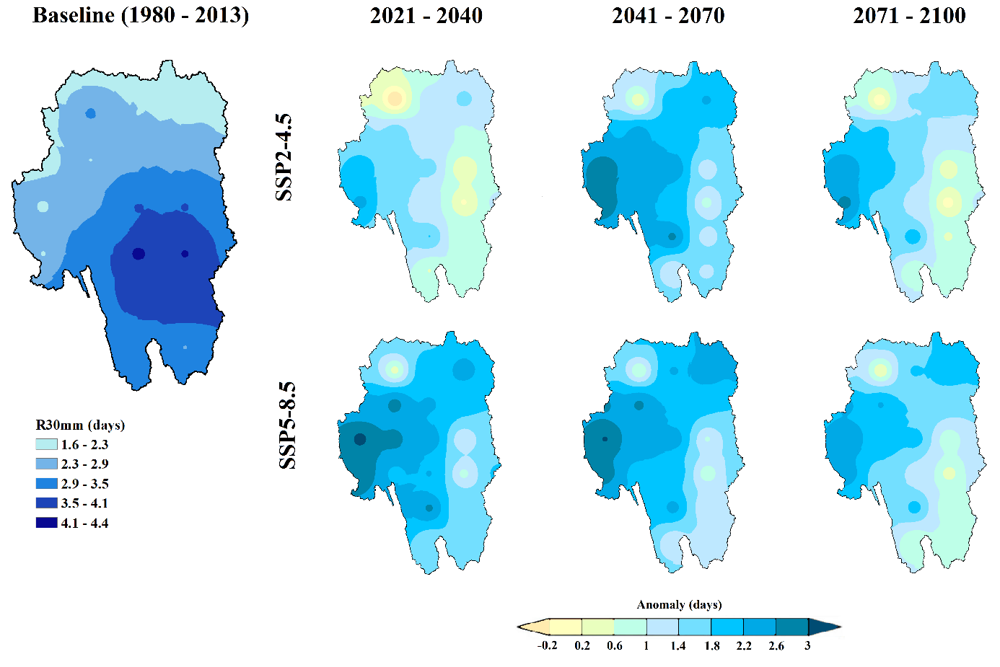 Baseline (1980 - 2013)
2021 - 2040
2041 - 2070
2071 - 2100
SSP2-4.5
SSP5-8.5
R30mm (days)
1.6 - 2.3
2.3 - 2.9
2.9 - 3.5
3.5 - 4.1
4.1 - 4.4
Anomaly (days)
-0.2 0.2 0.6 1 1.4 1.8 2.2 2.6 3